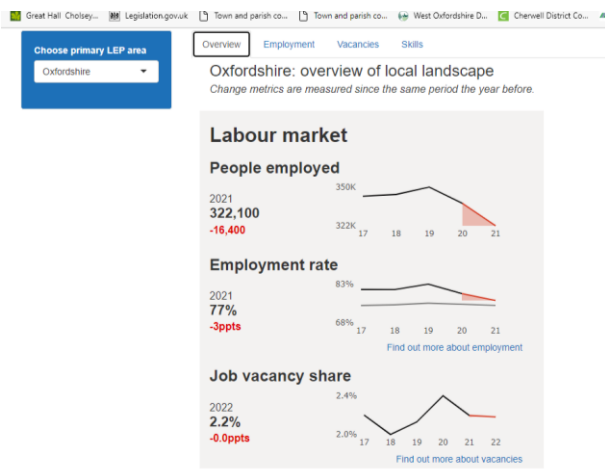 Great Hall Cholsey... Legislation.gov.uk Town and parish co... Town and parish co... West Oxfordshire D... Cherwell District Co...
Choose primary LEP area
Oxfordshire
Overview Employment Vacancies Skills
Oxfordshire: overview of local landscape
Change metrics are measured since the same period the year before.
Labour market
People employed
2021
322,100
-16,400
350K
322K
17 18 19 20 21
Employment rate
2021
77%
-3ppts
83%
68%
17 18 19 20 21
Find out more about employment
Job vacancy share
2022
2.2%
-0.0ppts
2.4%
2.0%
17 18 19 20 21 22
Find out more about vacancies